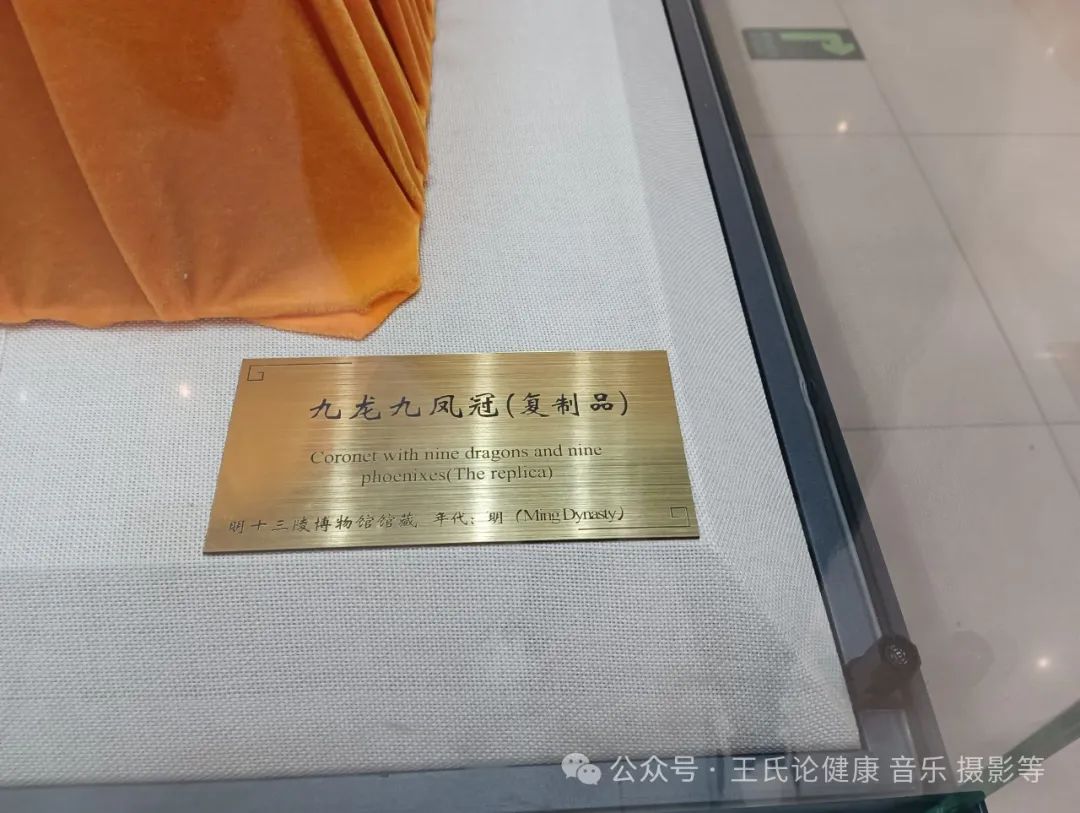 九龙九凤冠(复制品)
Coronet with nine dragons and nine
phoenixes(The replica)
明十三陵博物馆馆藏 年代：明（Ming Dynasty）
公众号 · 王氏论健康 音乐 摄影等